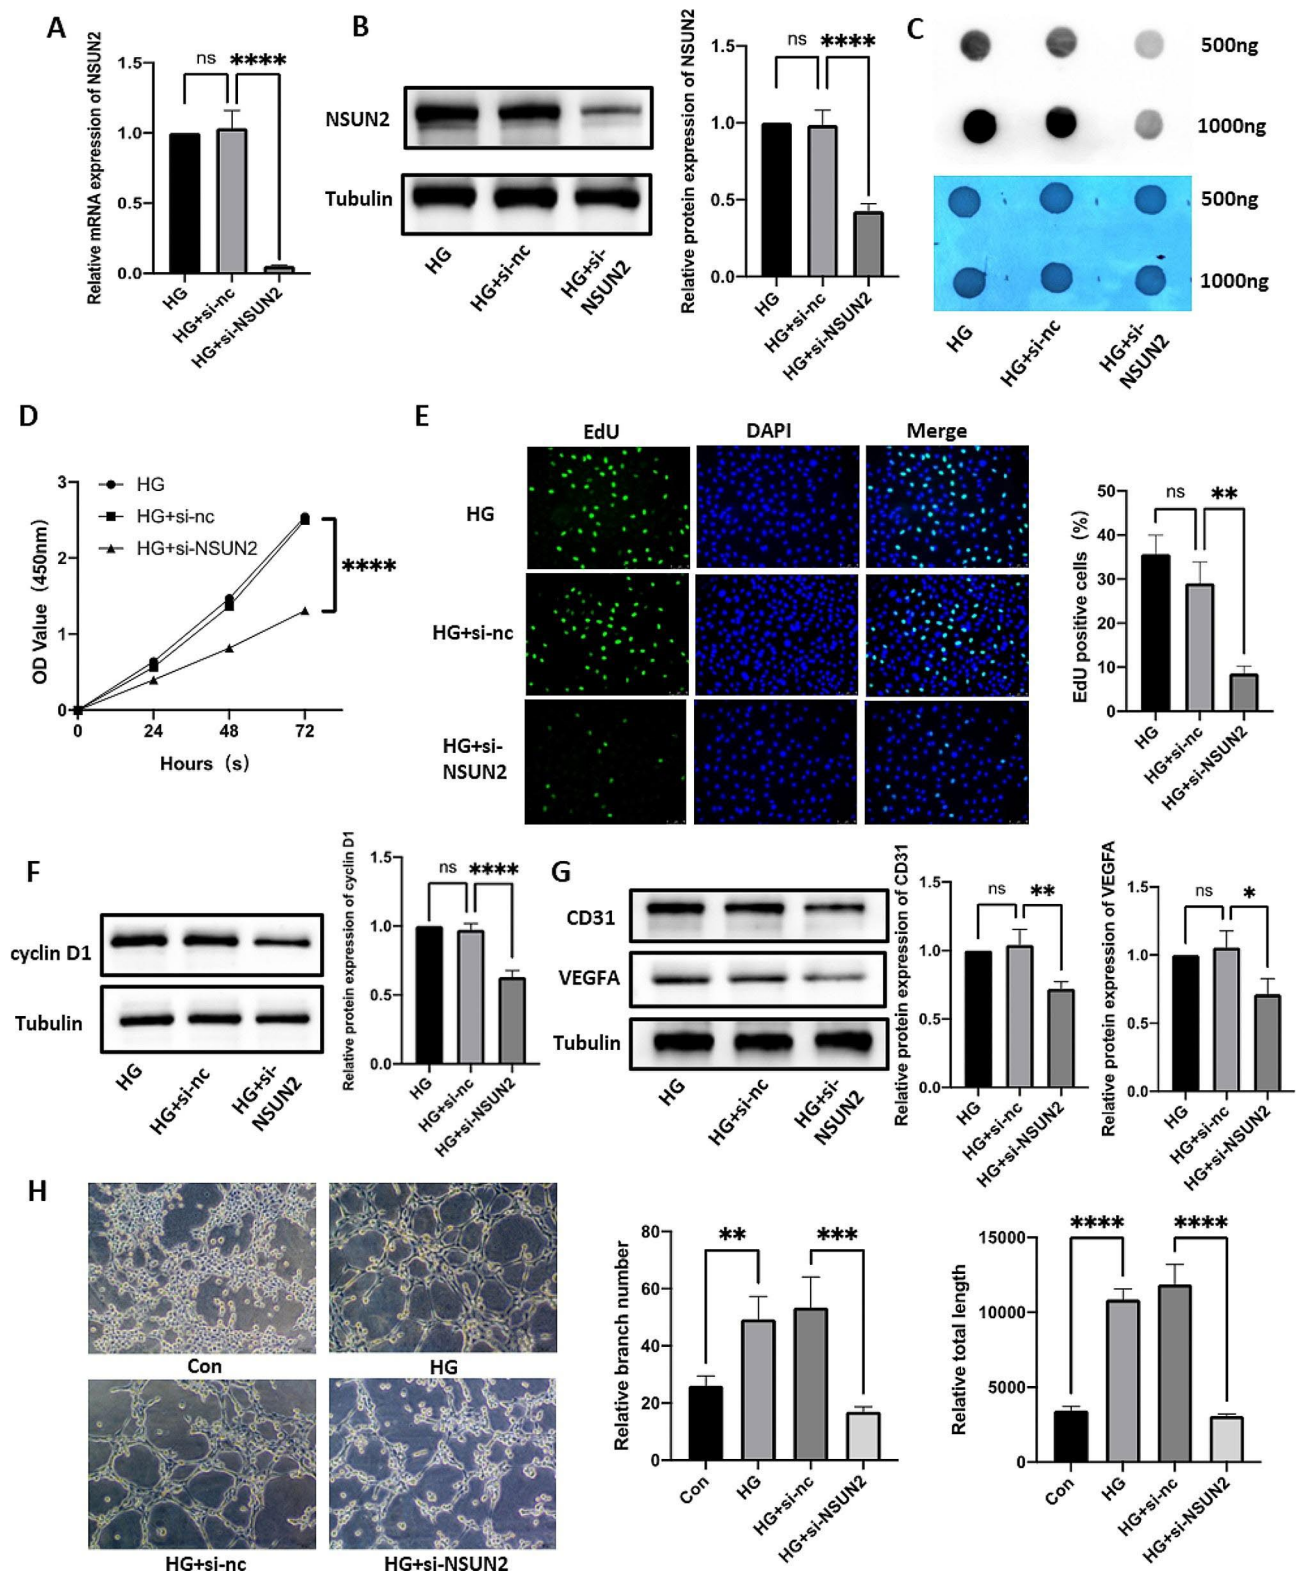 A
Relative mRNA expression of NSUN2
1.5
1.0
0.5
0.0
ns
****
HG
HG+si-nc
HG+si-NSUN2
B
NSUN2
Tubulin
HG
HG+si-nc
HG+si-
NSUN2
Relative protein expression of NSUN2
1.5
1.0
0.5
0.0
ns
****
HG
HG+si-nc
HG+si-NSUN2
C
500ng
1000ng
500ng
1000ng
HG
HG+si-nc
HG+si-
NSUN2
D
OD Value (450nm)
3
2
1
0
HG
HG+si-nc
HG+si-NSUN2
****
0
24
48
72
Hours (s)
E
EdU
DAPI
Merge
HG
HG+si-nc
HG+si-
NSUN2
EdU positive cells (%)
50
40
30
20
10
0
ns
**
HG
HG+si-nc
HG+si-NSUN2
F
cyclin D1
Tubulin
HG
HG+si-nc
HG+si-
NSUN2
Relative protein expression of cyclin D1
1.5
1.0
0.5
0.0
ns
****
HG
HG+si-nc
HG+si-NSUN2
G
CD31
VEGFA
Tubulin
HG
HG+si-nc
HG+si-
NSUN2
Relative protein expression of CD31
1.5
1.0
0.5
0.0
ns
**
HG
HG+si-nc
HG+si-NSUN2
Relative protein expression of VEGFA
1.5
1.0
0.5
0.0
ns
*
HG
HG+si-nc
HG+si-NSUN2
H
Con
HG
HG+si-nc
HG+si-NSUN2
Relative branch number
80
60
40
20
0
**
***
Con
HG
HG+si-nc
HG+si-NSUN2
Relative total length
15000
10000
5000
0
****
****
Con
HG
HG+si-nc
HG+si-NSUN2